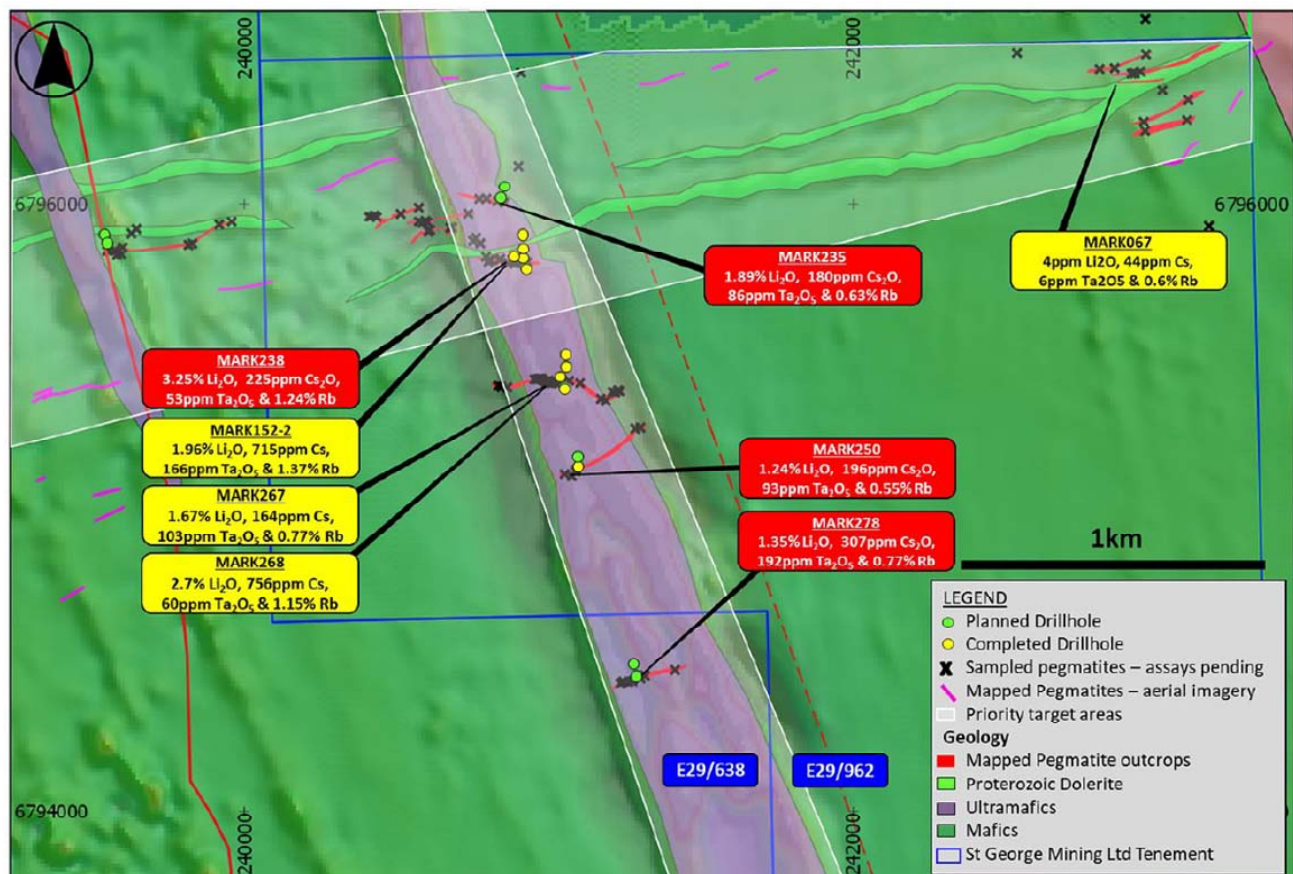 240000
242000
6796000
6796000
MARK235
1.89% Li₂O, 180ppm Cs₂O,
86ppm Ta₂O₅ & 0.63% Rb
MARK067
4ppm Li2O, 44ppm Cs,
6ppm Ta2O5 & 0.6% Rb
MARK238
3.25% Li₂O, 225ppm Cs₂O,
53ppm Ta₂O₅ & 1.24% Rb
MARK152-2
1.96% Li₂O, 715ppm Cs,
166ppm Ta₂O₅ & 1.37% Rb
MARK267
1.67% Li₂O, 164ppm Cs,
103ppm Ta₂O₅ & 0.77% Rb
MARK268
2.7% Li₂O, 756ppm Cs,
60ppm Ta₂O₅ & 1.15% Rb
MARK250
1.24% Li₂O, 196ppm Cs₂O,
93ppm Ta₂O₅ & 0.55% Rb
MARK278
1.35% Li₂O, 307ppm Cs₂O,
192ppm Ta₂O₅ & 0.77% Rb
1km
E29/638
E29/962
LEGEND
Planned Drillhole
Completed Drillhole
Sampled pegmatites – assays pending
Mapped Pegmatites – aerial imagery
Priority target areas
Geology
Mapped Pegmatite outcrops
Proterozoic Dolerite
Ultramafics
Mafics
St George Mining Ltd Tenement
6794000
240000
242000